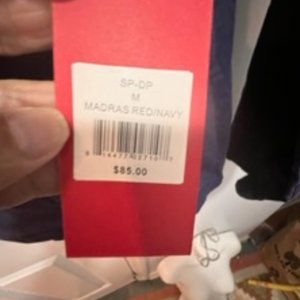 SP-DP
M
MADRAS RED/NAVY
$85.00